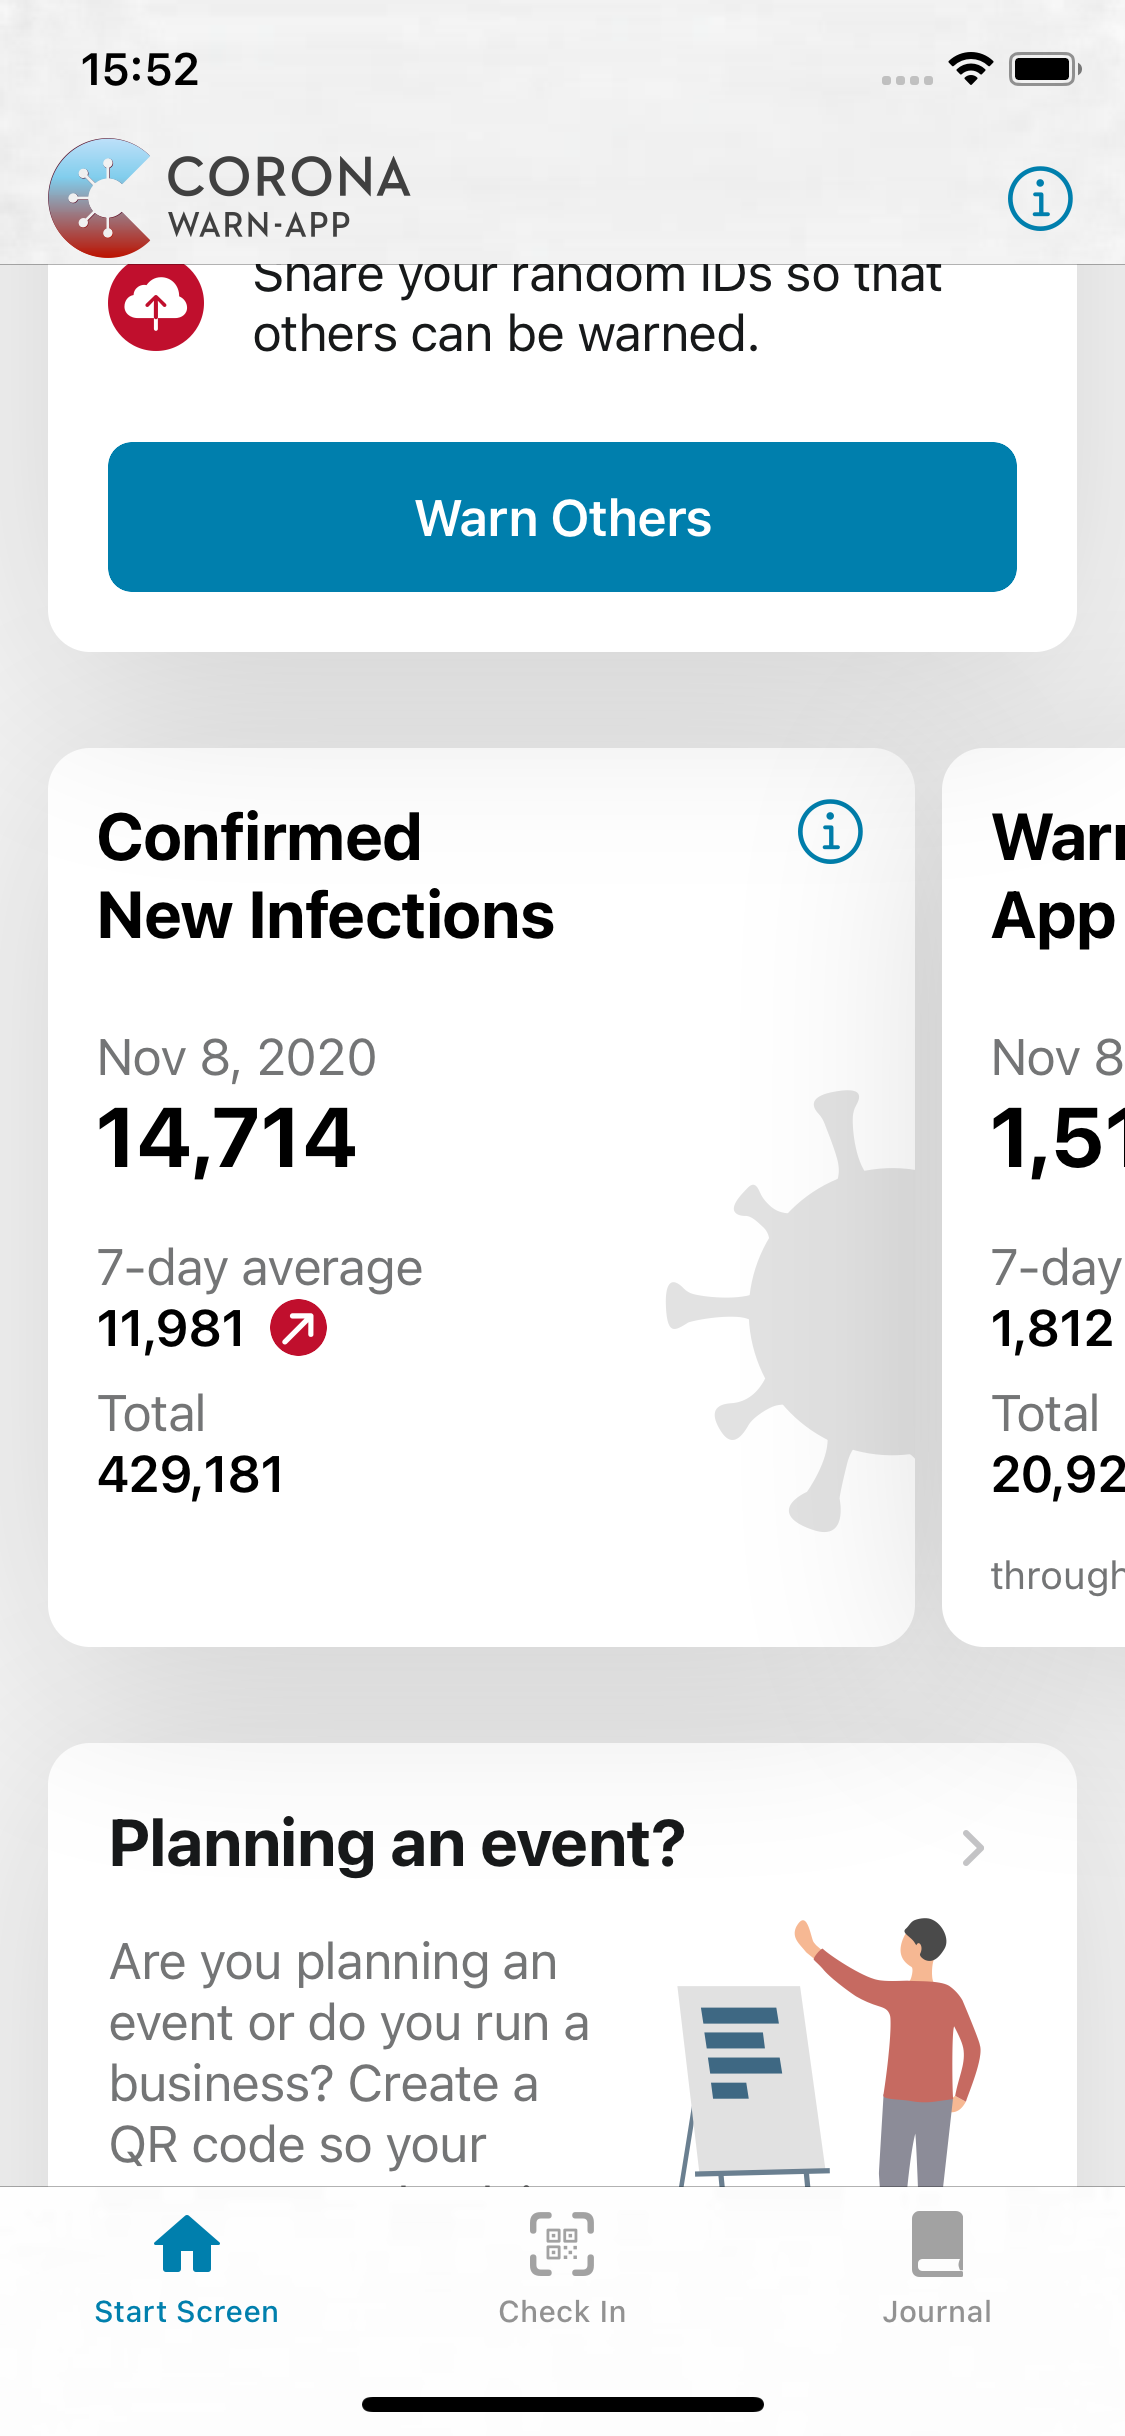 15:52
CORONA
WARN-APP
Share your random IDs so that
others can be warned.
Warn Others
Confirmed
New Infections
Nov 8, 2020
14,714
7-day average
11,981
Total
429,181
App
Nov 8
1,51
7-day
1,812
Total
20,92
through
Planning an event?
Are you planning an
event or do you run a
business? Create a
QR code so your
Start Screen
Check In
Journal